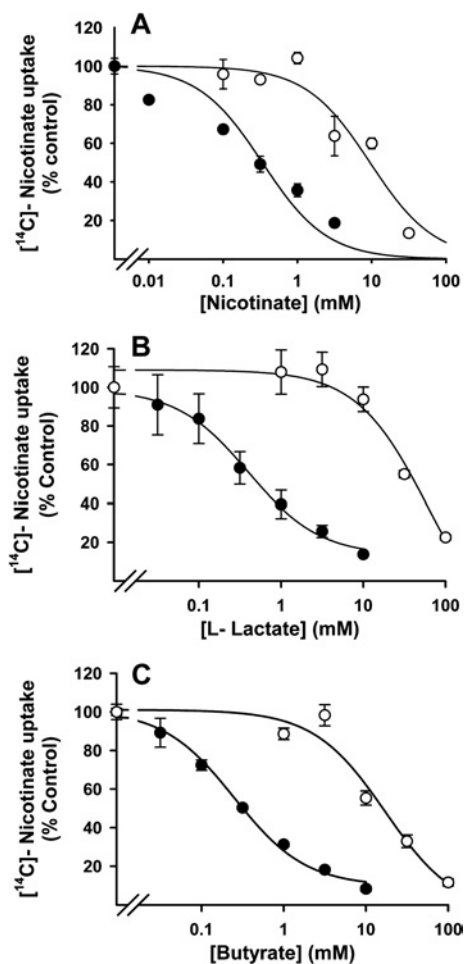 A
[14C]- Nicotinate uptake
(% control)
120
100
80
60
40
20
0.01 0.1 1 10 100
[Nicotinate] (mM)
B
[14C]- Nicotinate uptake
(% Control)
120
100
80
60
40
20
0.1 1 10 100
[L- Lactate] (mM)
C
[14C]- Nicotinate uptake
(% Control)
120
100
80
60
40
20
0.1 1 10 100
[Butyrate] (mM)